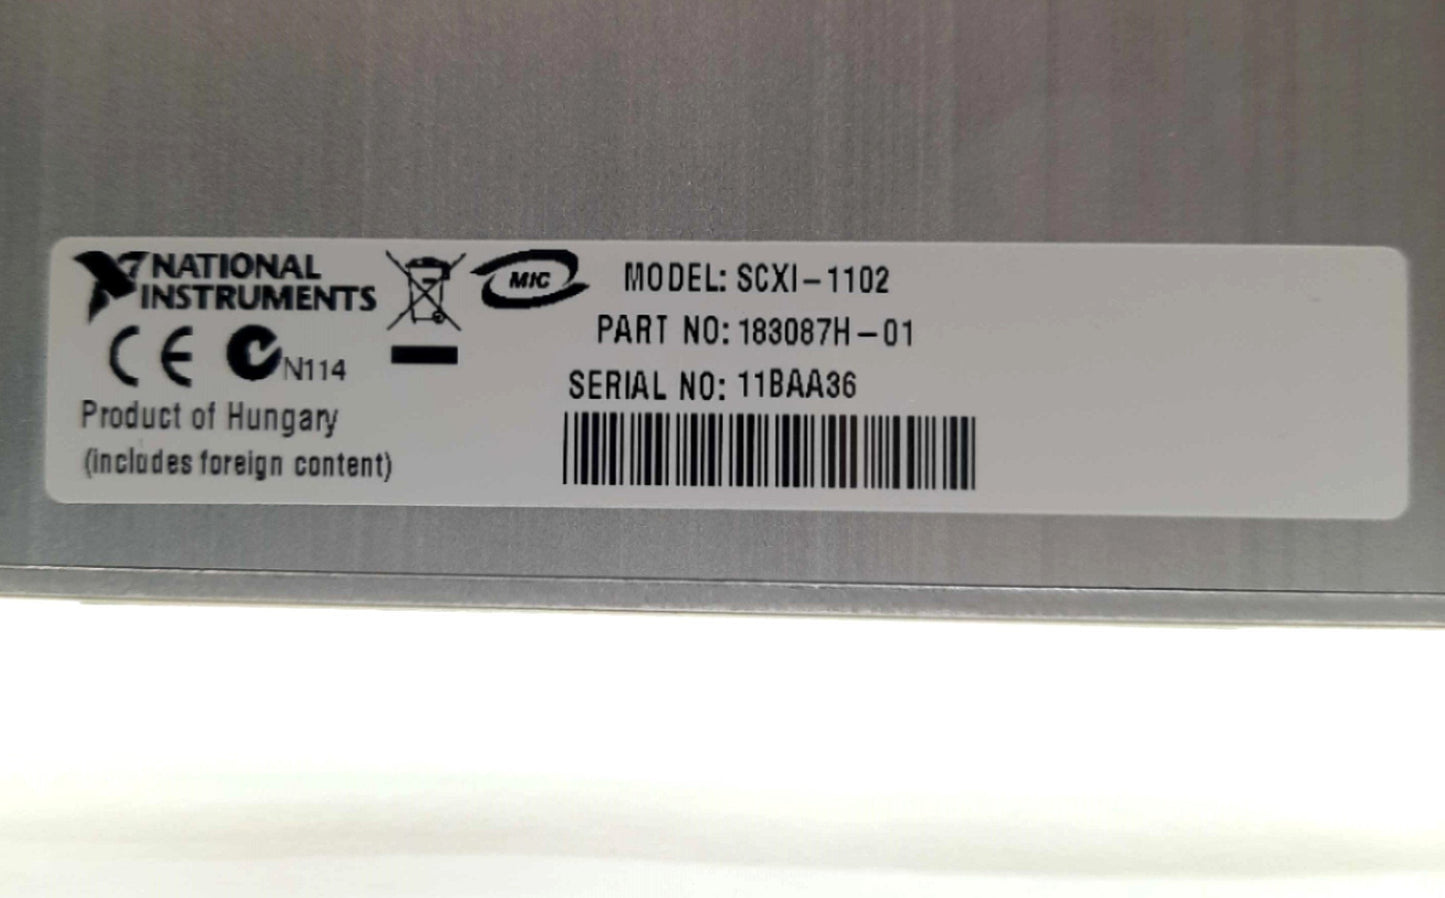 NATIONAL
INSTRUMENTS
MIC
MODEL: SCXI-1102
PART NO: 183087H-01
CE
N114
SERIAL NO: 11BAA36
Product of Hungary
(includes foreign content)